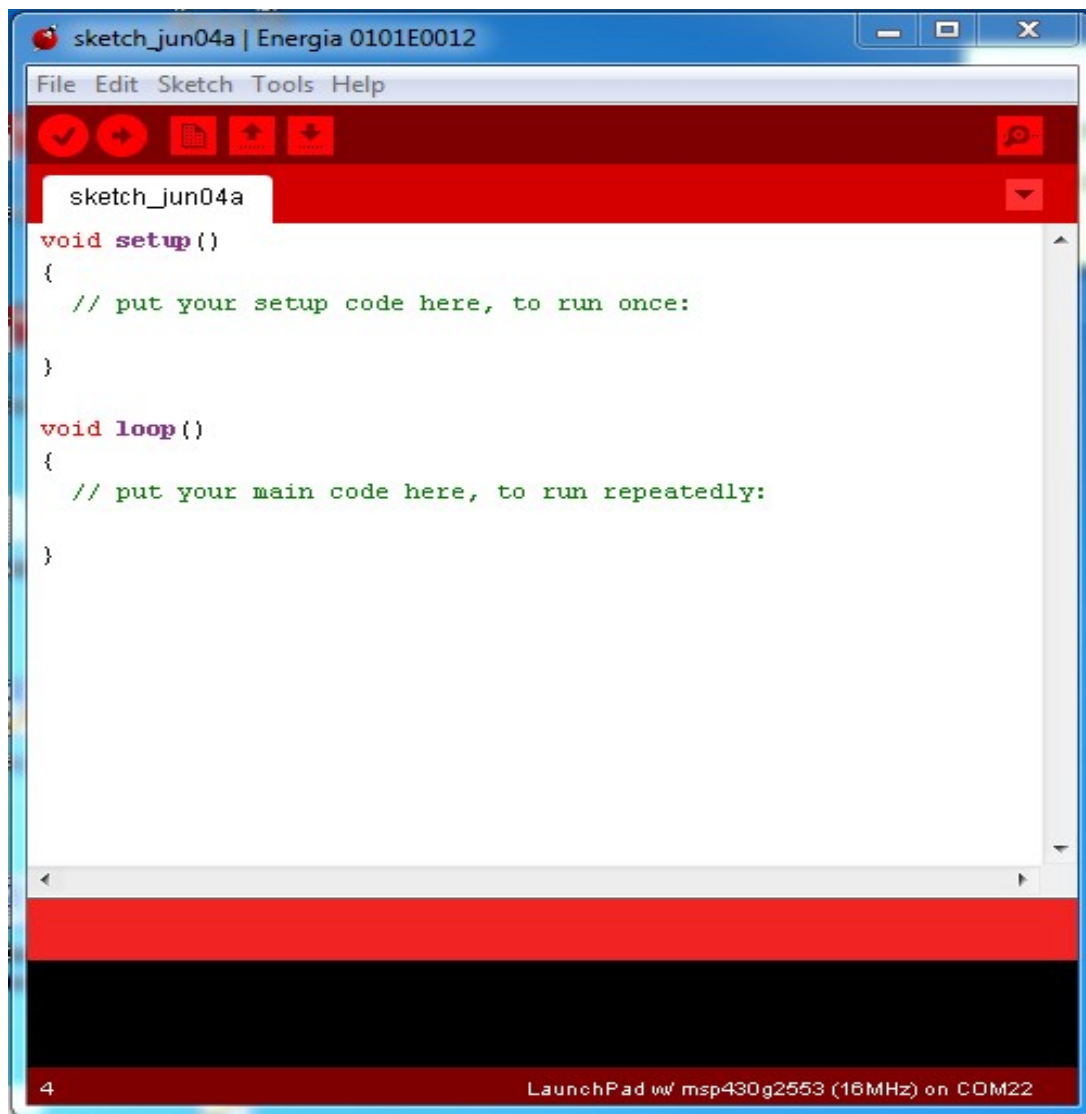 sketch_jun04a | Energia 0101E0012
File Edit Sketch Tools Help
sketch_jun04a
void setup()
{
  // put your setup code here, to run once:
}
void loop()
{
  // put your main code here, to run repeatedly:
}
4 LaunchPad w/ msp430g2553 (16MHz) on COM22